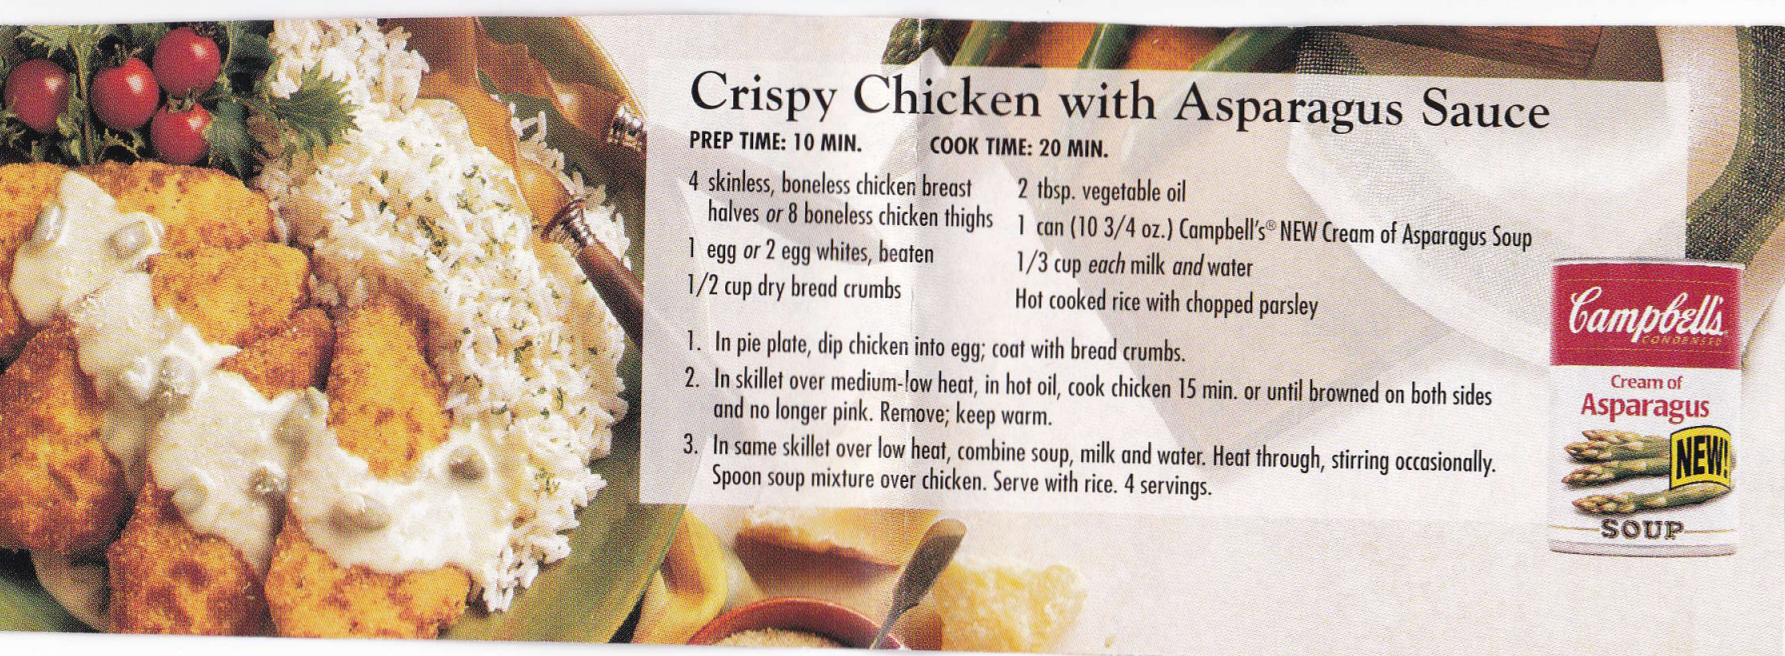 Crispy Chicken with Asparagus Sauce
PREP TIME: 10 MIN. COOK TIME: 20 MIN.
4 skinless, boneless chicken breast
halves or 8 boneless chicken thighs
1 egg or 2 egg whites, beaten
1/2 cup dry bread crumbs
2 tbsp. vegetable oil
1 can (10 3/4 oz.) Campbell's® NEW Cream of Asparagus Soup
1/3 cup each milk and water
Hot cooked rice with chopped parsley
1. In pie plate, dip chicken into egg; coat with bread crumbs.
2. In skillet over medium-low heat, in hot oil, cook chicken 15 min. or until browned on both sides
and no longer pink. Remove; keep warm.
3. In same skillet over low heat, combine soup, milk and water. Heat through, stirring occasionally.
Spoon soup mixture over chicken. Serve with rice. 4 servings.
Campbell's
CONDENSED
Cream of
Asparagus
NEW!
SOUP